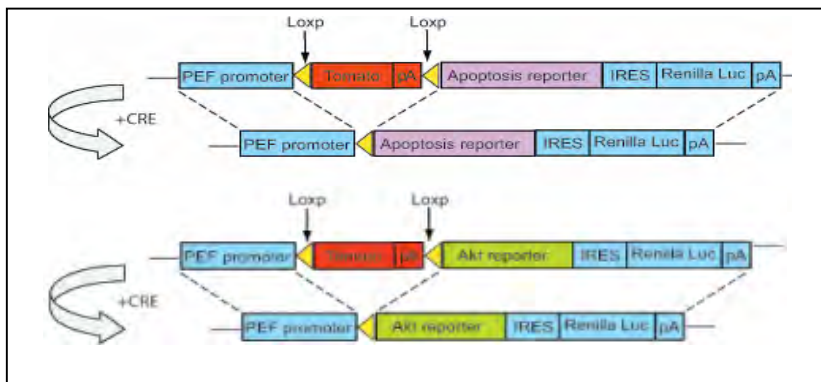 Loxp Loxp
PEF promoter Tomato pA Apoptosis reporter IRES Renilla Luc pA
+CRE
PEF promoter Apoptosis reporter IRES Renilla Luc pA
Loxp Loxp
PEF promoter Tomato pA Akt reporter IRES Renilla Luc pA
+CRE
PEF promoter Akt reporter IRES Renilla Luc pA